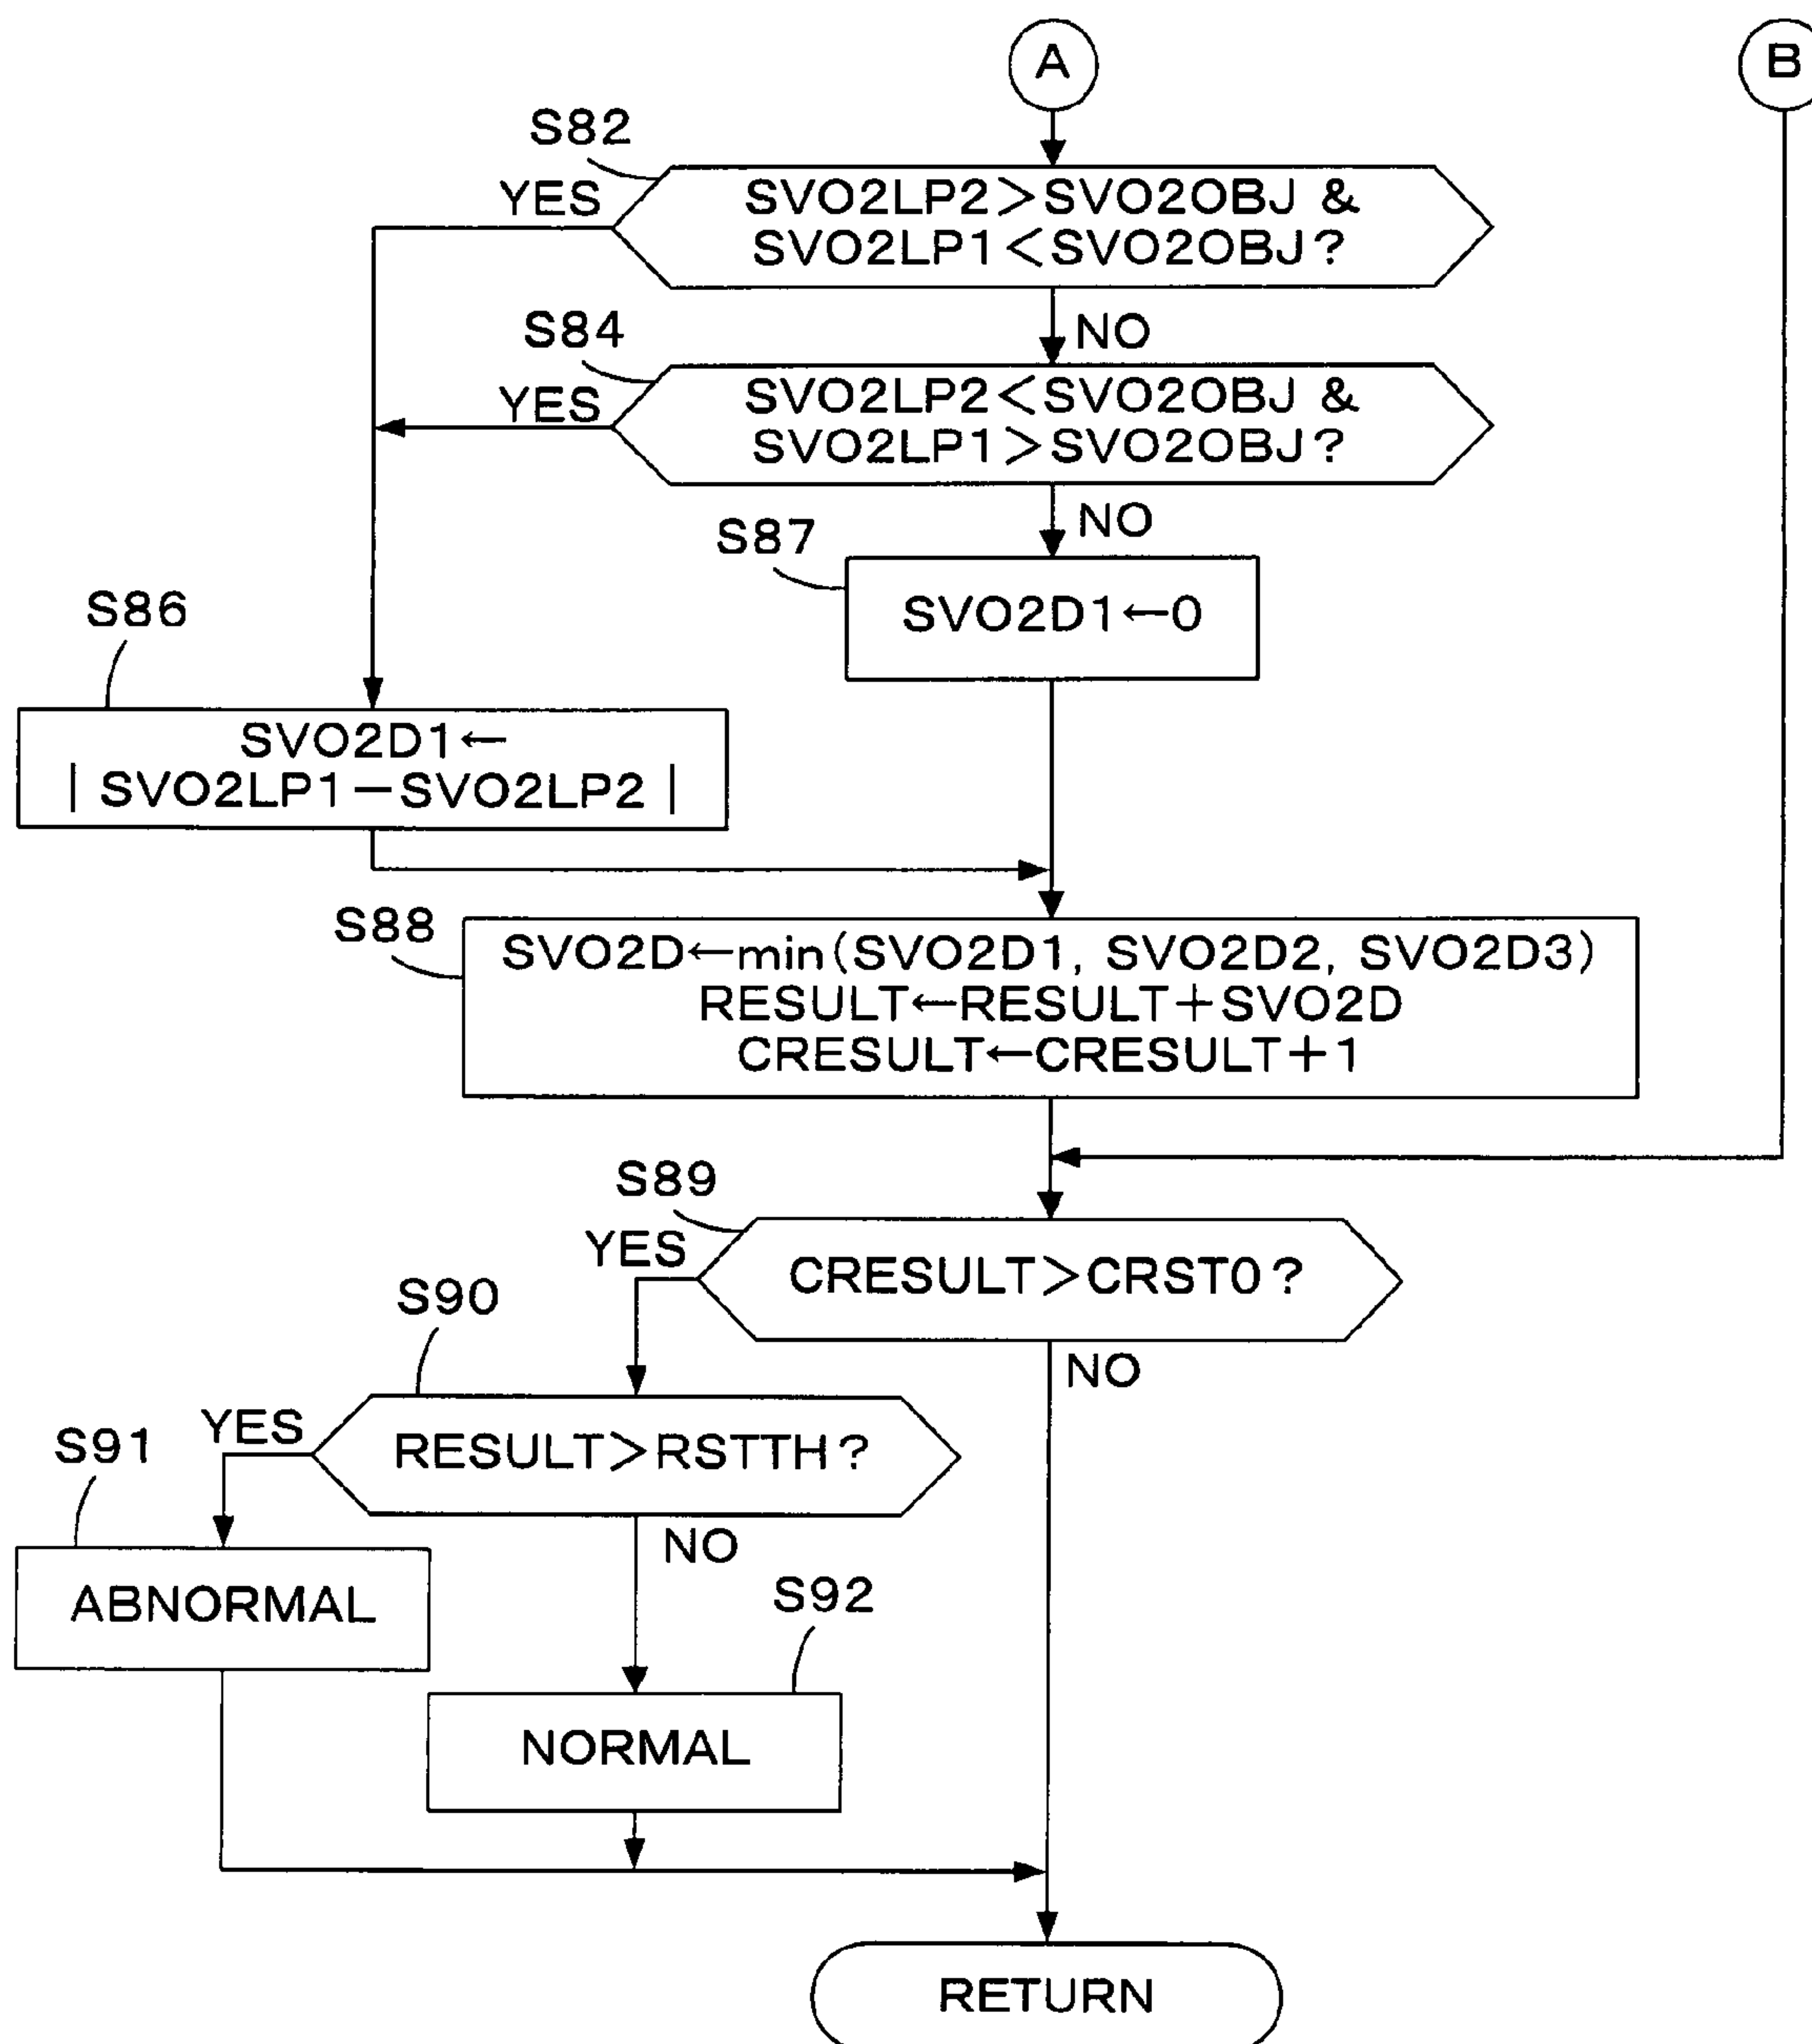 A
B
S82
YES
SVO2LP2>SVO2OBJ &
SVO2LP1<SVO2OBJ?
NO
S84
YES
SVO2LP2<SVO2OBJ &
SVO2LP1>SVO2OBJ?
NO
S87
SVO2D1←0
S86
SVO2D1←
| SVO2LP1−SVO2LP2 |
S88
SVO2D←min(SVO2D1, SVO2D2, SVO2D3)
RESULT←RESULT+SVO2D
CRESULT←CRESULT+1
S89
YES
CRESULT>CRST0?
NO
S90
YES
RESULT>RSTTH?
NO
S91
ABNORMAL
S92
NORMAL
RETURN